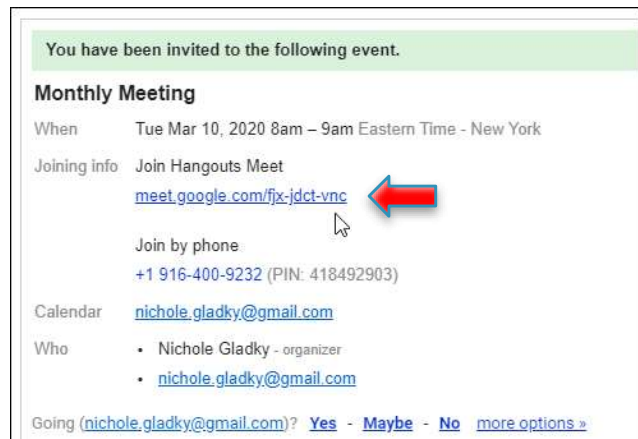 You have been invited to the following event.
Monthly Meeting
When Tue Mar 10, 2020 8am – 9am Eastern Time - New York
Joining info Join Hangouts Meet
meet.google.com/fjx-jdct-vnc
Join by phone
+1 916-400-9232 (PIN: 418492903)
Calendar nichole.gladky@gmail.com
Who • Nichole Gladky - organizer
• nichole.gladky@gmail.com
Going (nichole.gladky@gmail.com)? Yes - Maybe - No more options »